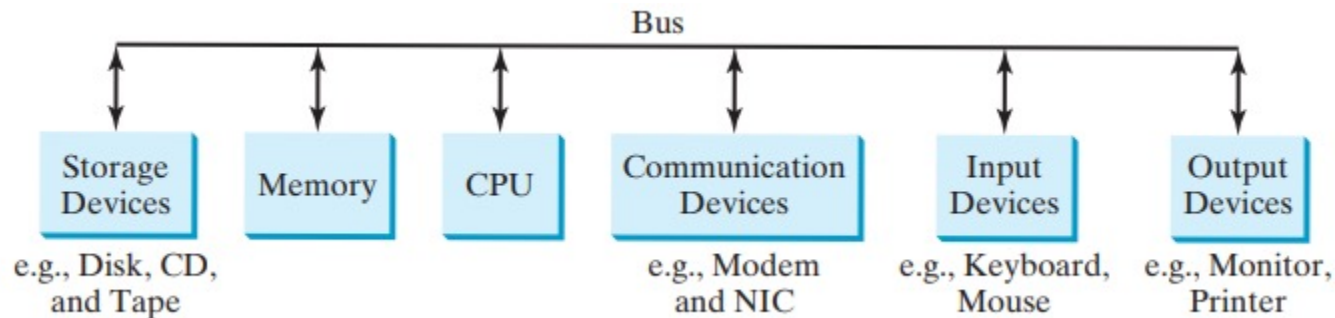 Bus
Storage
Devices
Memory
CPU
Communication
Devices
Input
Devices
Output
Devices
e.g., Disk, CD,
and Tape
e.g., Modem
and NIC
e.g., Keyboard,
Mouse
e.g., Monitor,
Printer